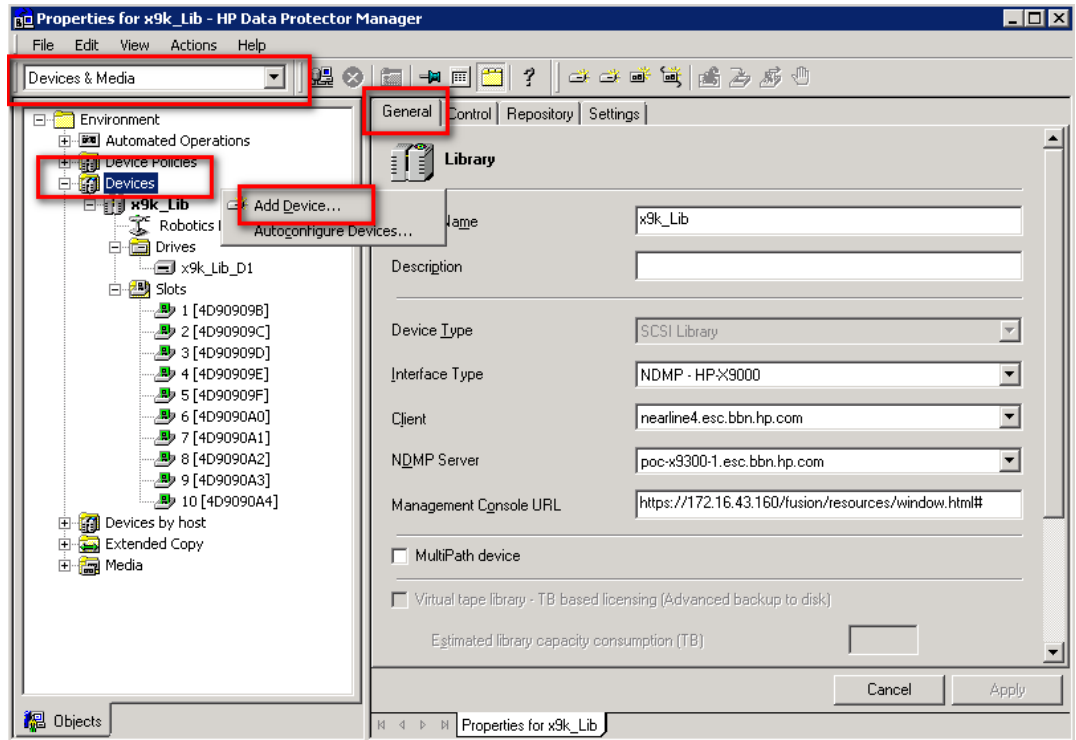 Properties for x9k_Lib - HP Data Protector Manager
File Edit View Actions Help
Devices & Media
Environment
Automated Operations
Device Policies
Devices
x9k_Lib
Robotics
Drives
x9k_Lib_D1
Slots
1 [4D90909B]
2 [4D90909C]
3 [4D90909D]
4 [4D90909E]
5 [4D90909F]
6 [4D9090A0]
7 [4D9090A1]
8 [4D9090A2]
9 [4D9090A3]
10 [4D9090A4]
Devices by host
Extended Copy
Media
Add Device...
Autoconfigure Devices...
General Control Repository Settings
Library
Name x9k_Lib
Description
Device Type SCSI Library
Interface Type NDMP - HP-X9000
Client nearline4.esc.bbn.hp.com
NDMP Server poc-x9300-1.esc.bbn.hp.com
Management Console URL https://172.16.43.160/fusion/resources/window.html#
MultiPath device
Virtual tape library - TB based licensing (Advanced backup to disk)
Estimated library capacity consumption (TB)
Cancel Apply
Objects
Properties for x9k_Lib